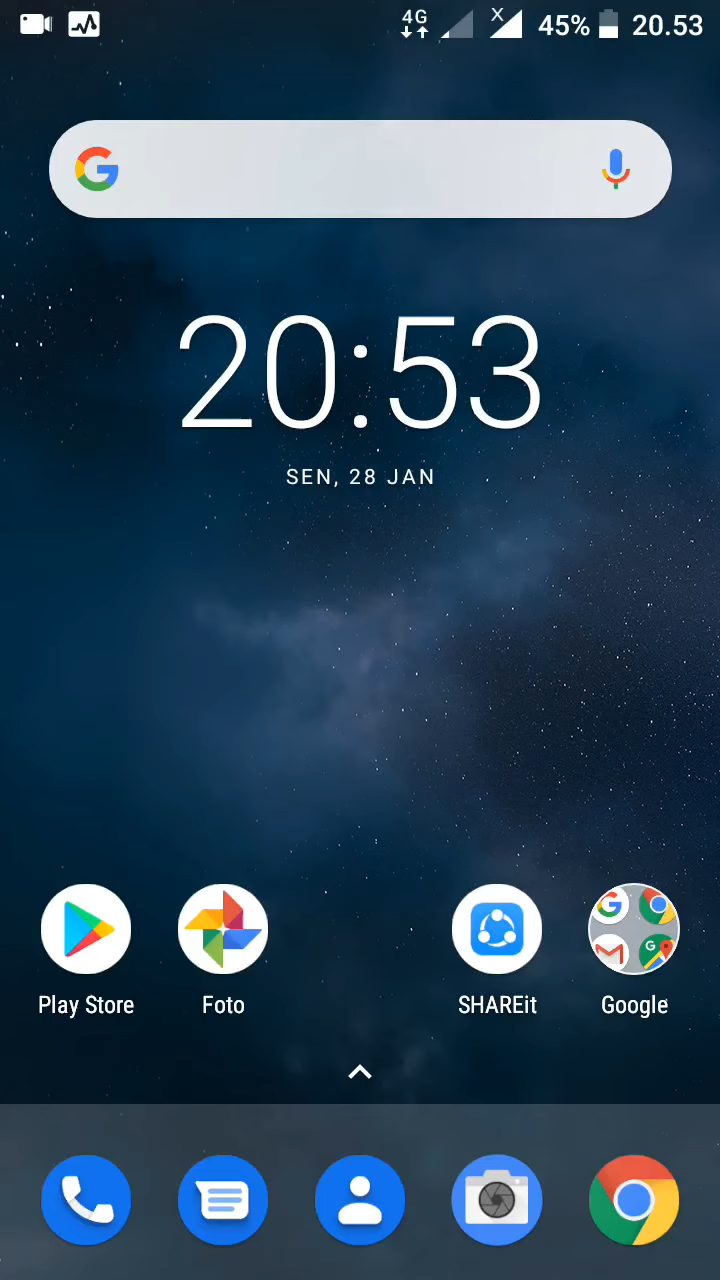 4G X 45% 20.53
20:53
SEN, 28 JAN
Play Store
Foto
SHAREit
Google